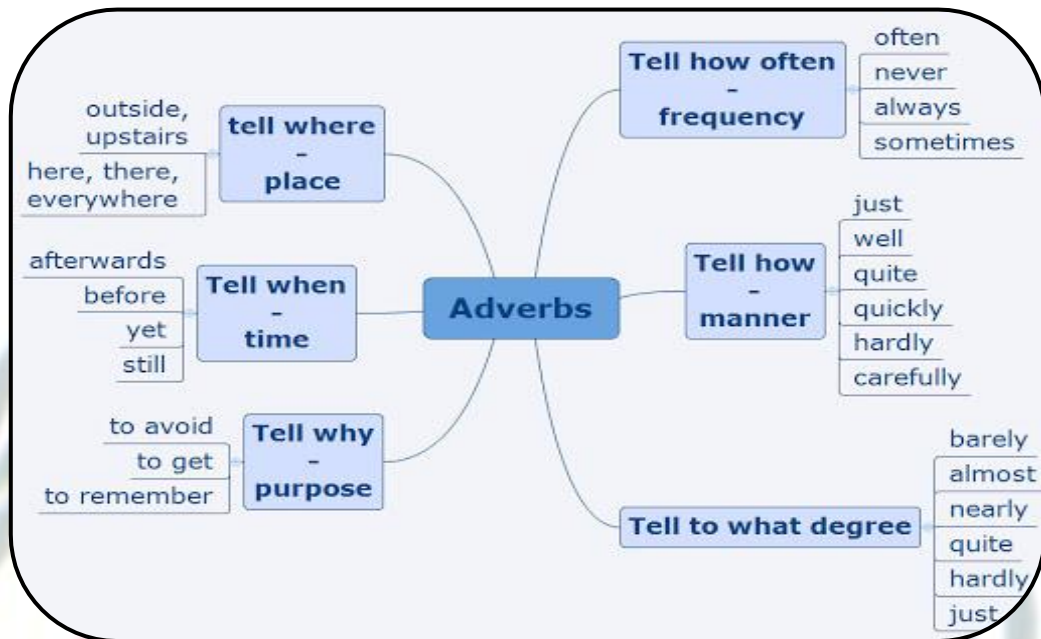 Adverbs
tell where
-
place
outside,
upstairs
here, there,
everywhere
Tell when
-
time
afterwards
before
yet
still
Tell why
-
purpose
to avoid
to get
to remember
Tell how often
-
frequency
often
never
always
sometimes
Tell how
-
manner
just
well
quite
quickly
hardly
carefully
Tell to what degree
barely
almost
nearly
quite
hardly
just